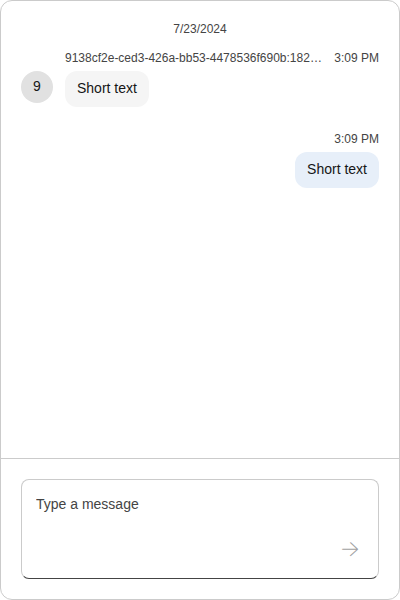 7/23/2024
9138cf2e-ced3-426a-bb53-4478536f690b:182... 3:09 PM
9
Short text
3:09 PM
Short text
Type a message